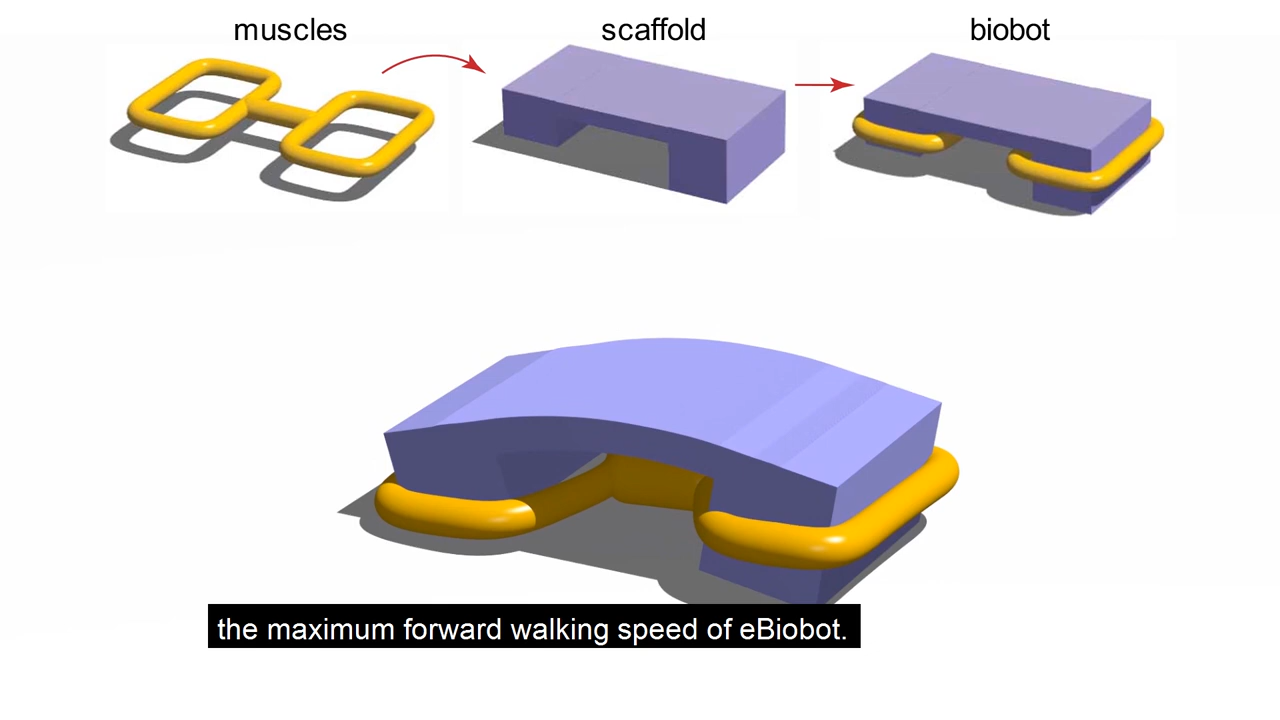 muscles
scaffold
biobot
the maximum forward walking speed of eBiobot.